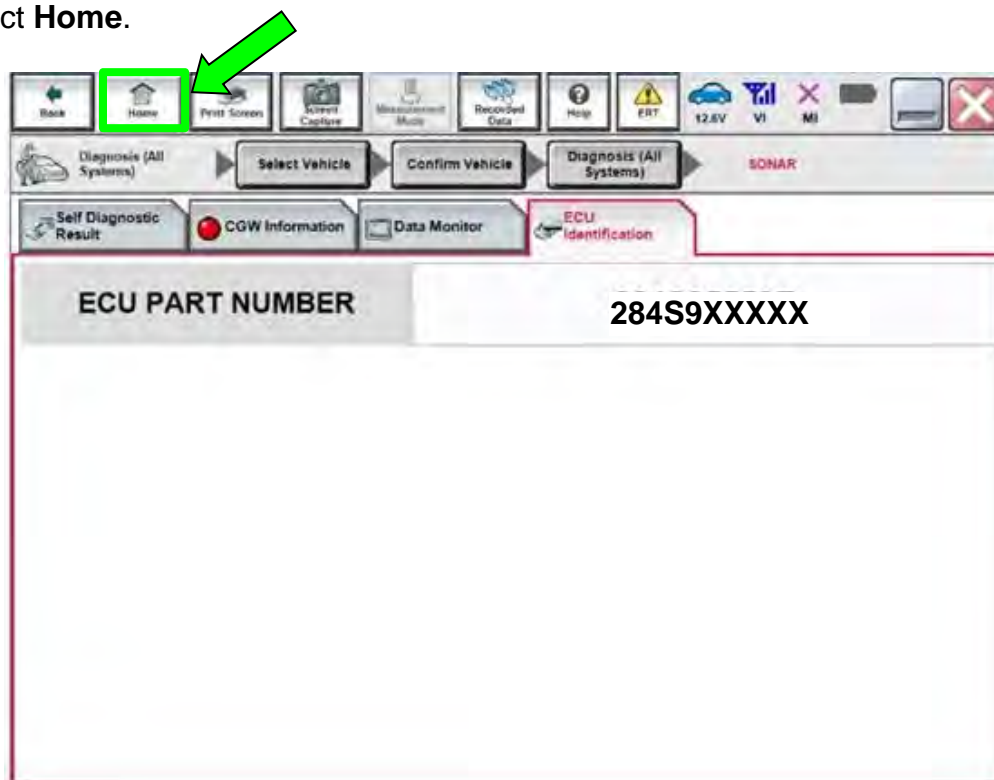 ct Home.
Back
Home
Print Screen
Screen Capture
Measurement Mode
Recorded Data
Help
ERT
12.6V
VI
MI
Diagnosis (All Systems)
Select Vehicle
Confirm Vehicle
Diagnosis (All Systems)
SONAR
Self Diagnostic Result
CGW Information
Data Monitor
ECU Identification
ECU PART NUMBER
284S9XXXXX